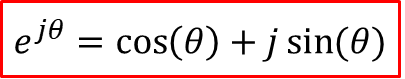 e^{jθ} = cos(θ) + j sin(θ)